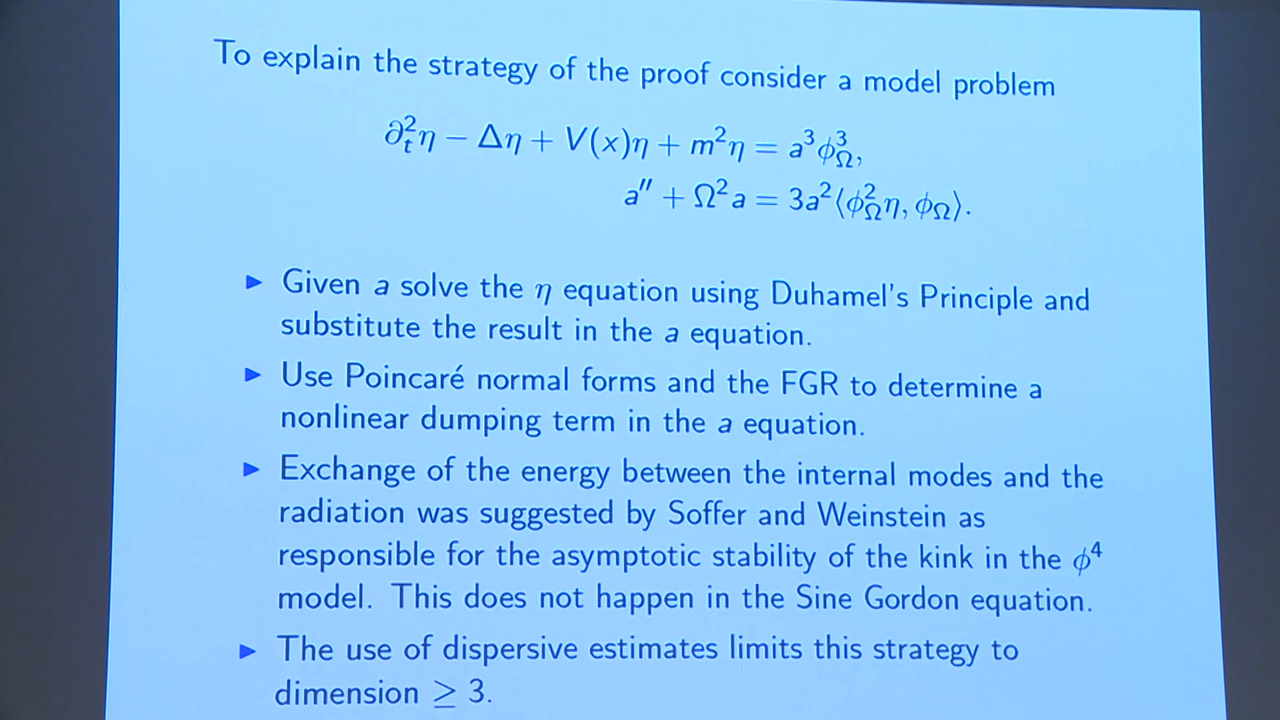 To explain the strategy of the proof consider a model problem
∂ₜ²η − Δη + V(x)η + m²η = a³ϕ_Ω³,
a″ + Ω²a = 3a²⟨ϕ_Ω²η, ϕ_Ω⟩.
▶ Given a solve the η equation using Duhamel's Principle and
substitute the result in the a equation.
▶ Use Poincaré normal forms and the FGR to determine a
nonlinear dumping term in the a equation.
▶ Exchange of the energy between the internal modes and the
radiation was suggested by Soffer and Weinstein as
responsible for the asymptotic stability of the kink in the ϕ⁴
model. This does not happen in the Sine Gordon equation.
▶ The use of dispersive estimates limits this strategy to
dimension ≥ 3.